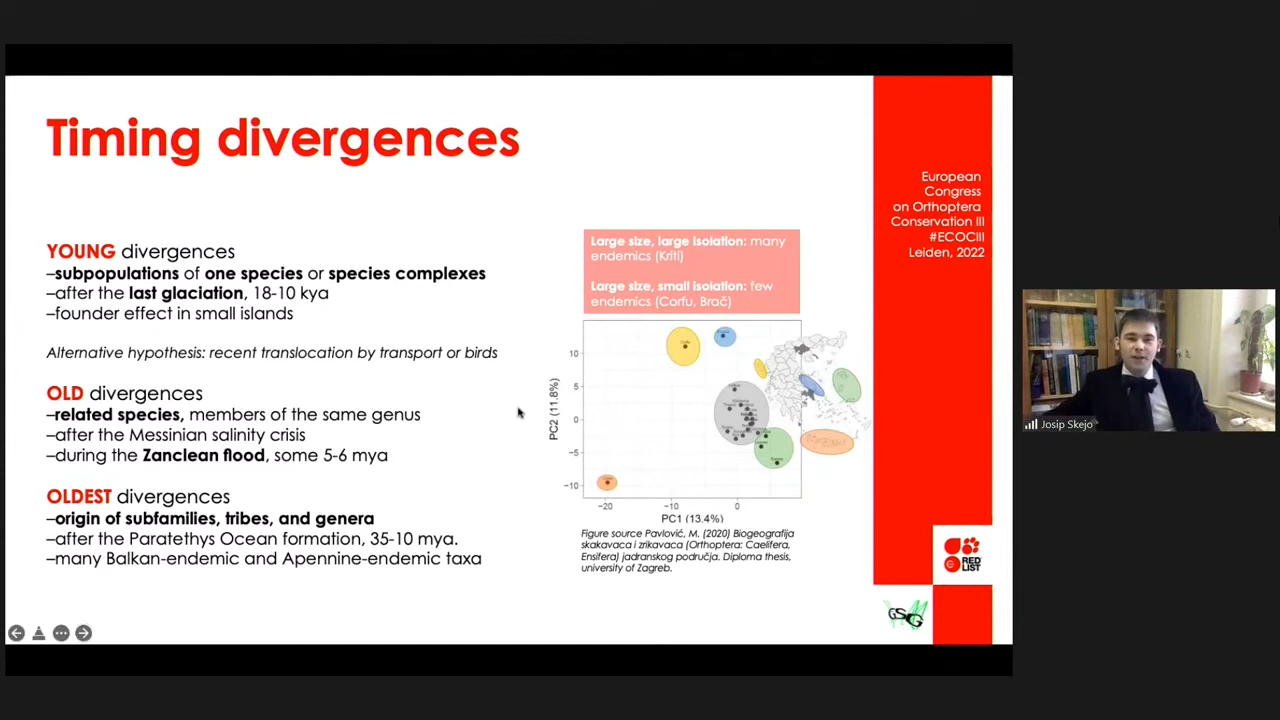 Timing divergences
YOUNG divergences
–subpopulations of one species or species complexes
–after the last glaciation, 18-10 kya
–founder effect in small islands
Alternative hypothesis: recent translocation by transport or birds
OLD divergences
–related species, members of the same genus
–after the Messinian salinity crisis
–during the Zanclean flood, some 5-6 mya
OLDEST divergences
–origin of subfamilies, tribes, and genera
–after the Paratethys Ocean formation, 35-10 mya.
–many Balkan-endemic and Apennine-endemic taxa
Large size, large isolation: many
endemics (Kriti)
Large size, small isolation: few
endemics (Corfu, Brač)
PC2 (11.8%)
10
5
0
−5
−10
−20
−10
0
PC1 (13.4%)
Figure source Pavlović, M. (2020) Biogeografija
skakavaca i zrikavaca (Orthoptera: Caelifera,
Ensifera) jadranskog područja. Diploma thesis,
university of Zagreb.
European
Congress
on Orthoptera
Conservation III
#ECOCIII
Leiden, 2022
RED
LIST
GSG
Josip Skejo